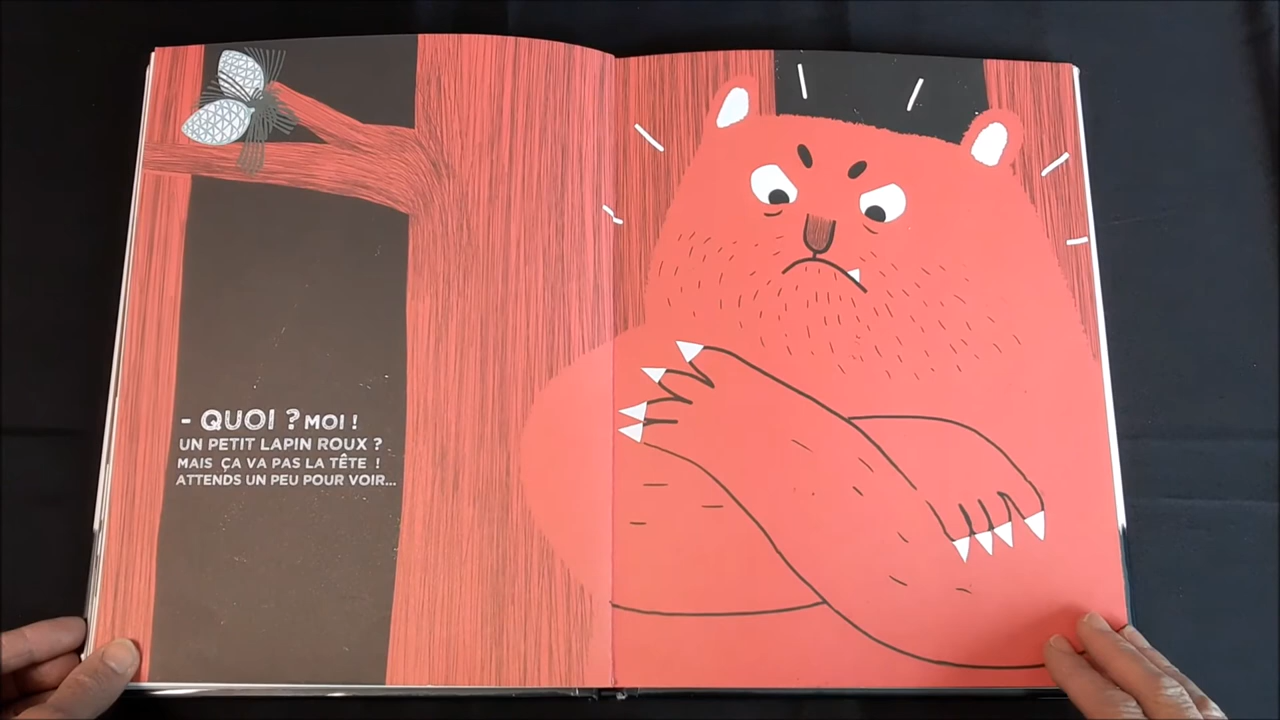 - QUOI ? MOI !
UN PETIT LAPIN ROUX ?
MAIS ÇA VA PAS LA TÊTE !
ATTENDS UN PEU POUR VOIR...